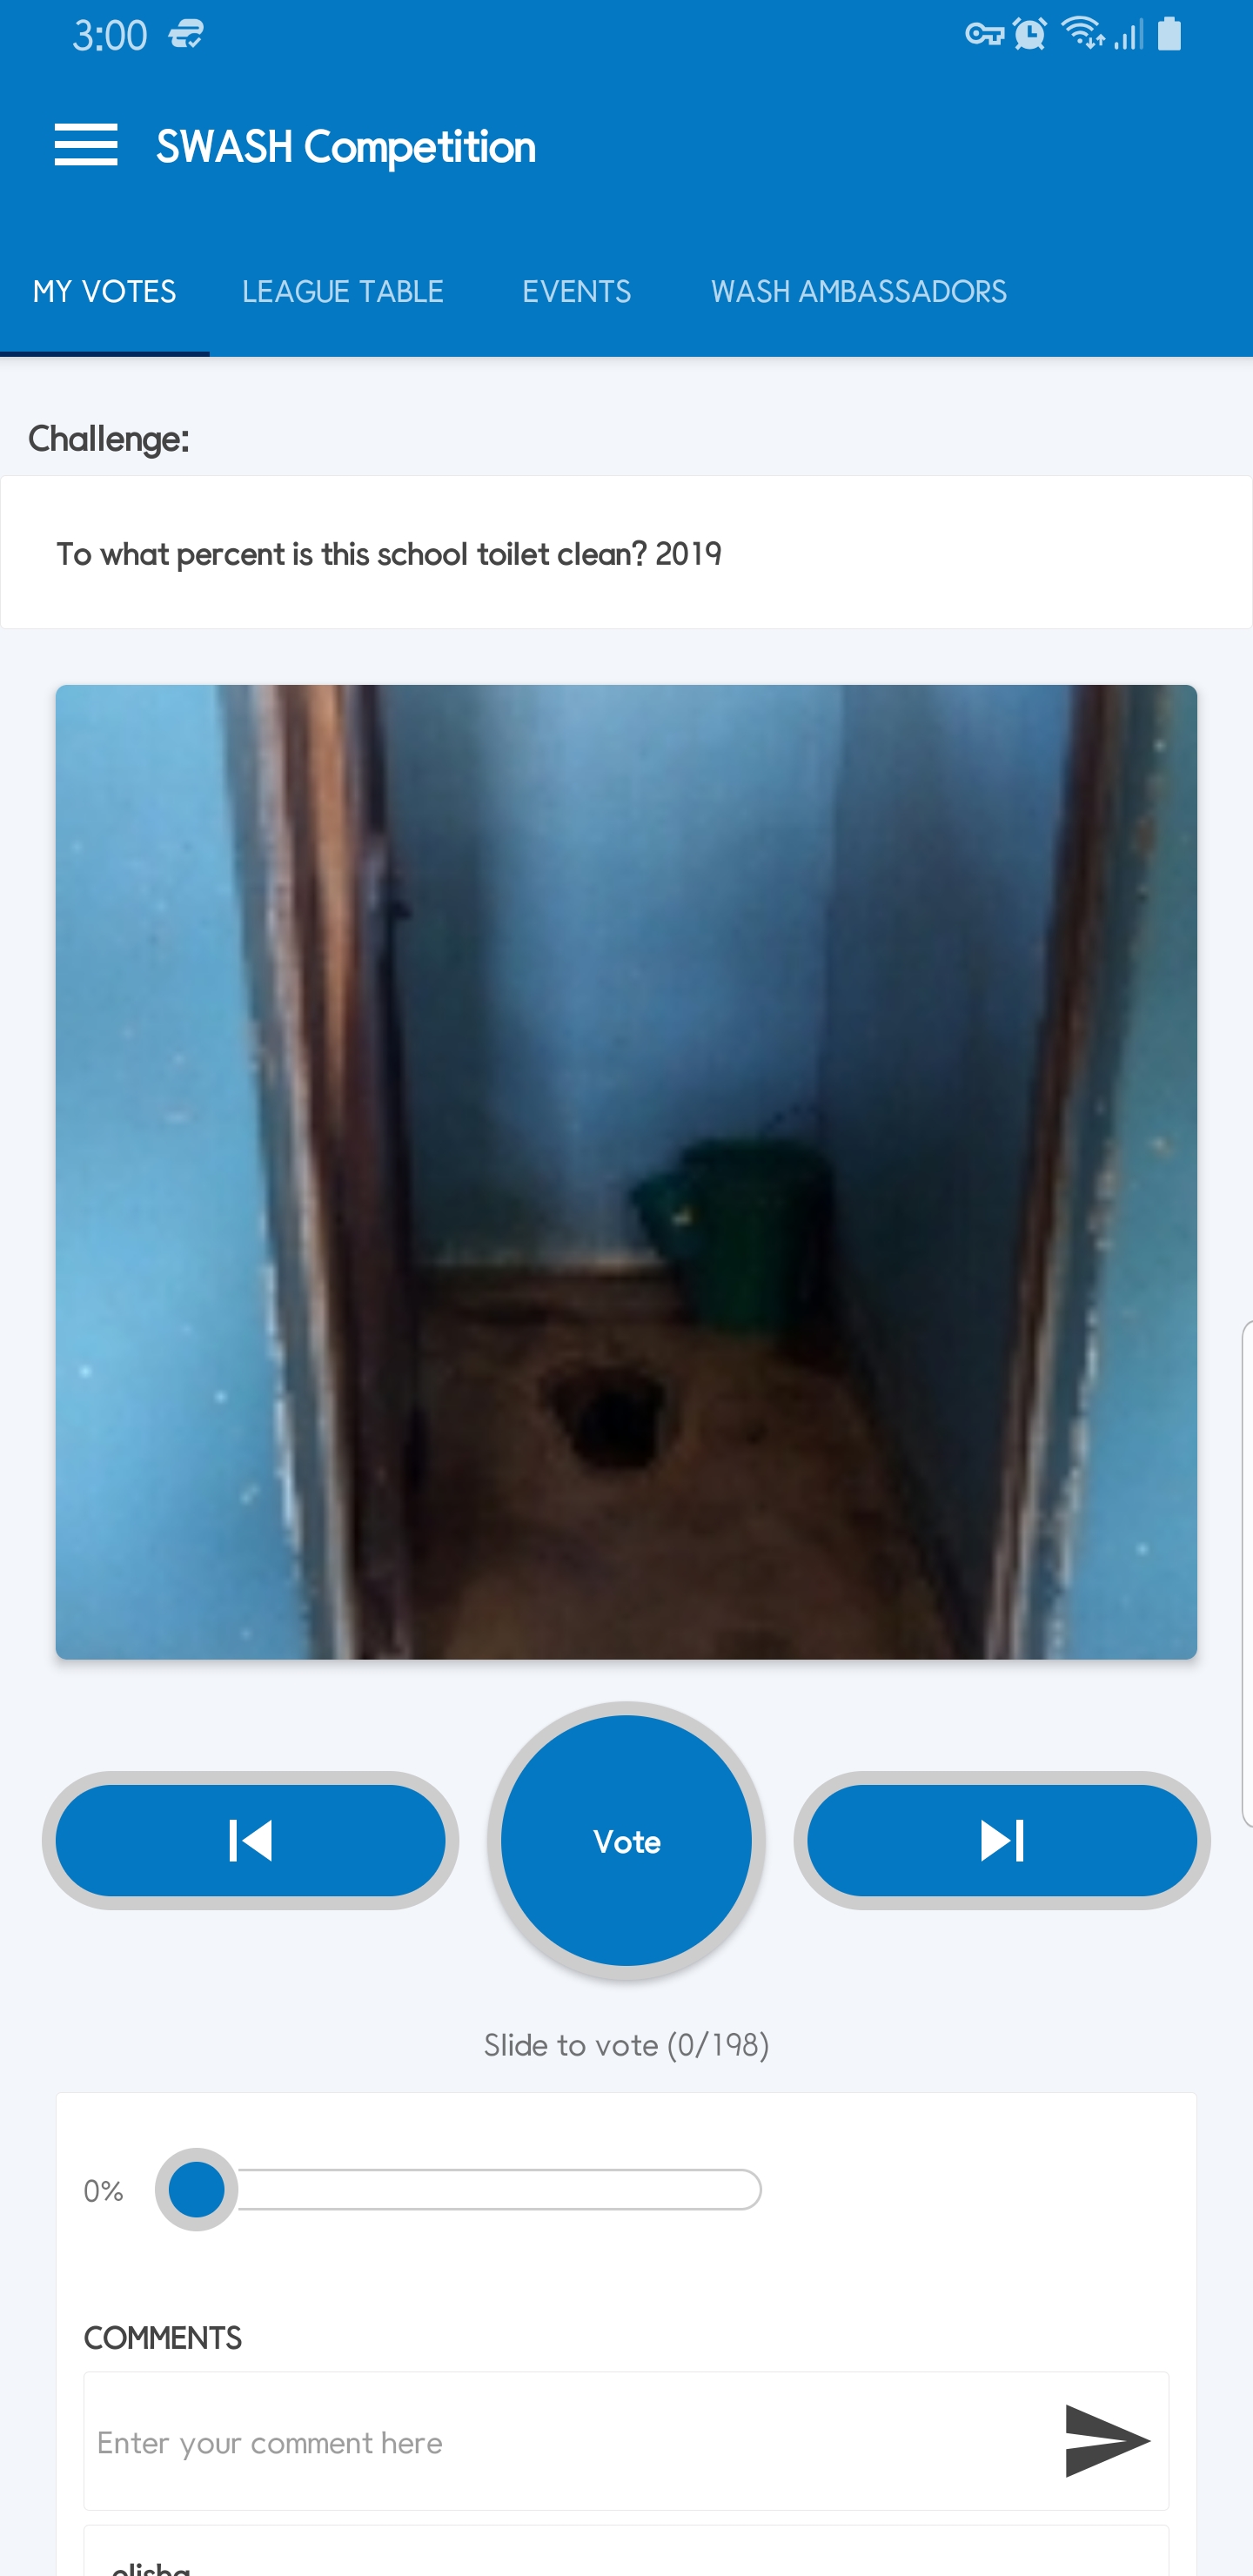 3:00
SWASH Competition
MY VOTES LEAGUE TABLE EVENTS WASH AMBASSADORS
Challenge:
To what percent is this school toilet clean? 2019
Vote
Slide to vote (0/198)
0%
COMMENTS
Enter your comment here
elisha